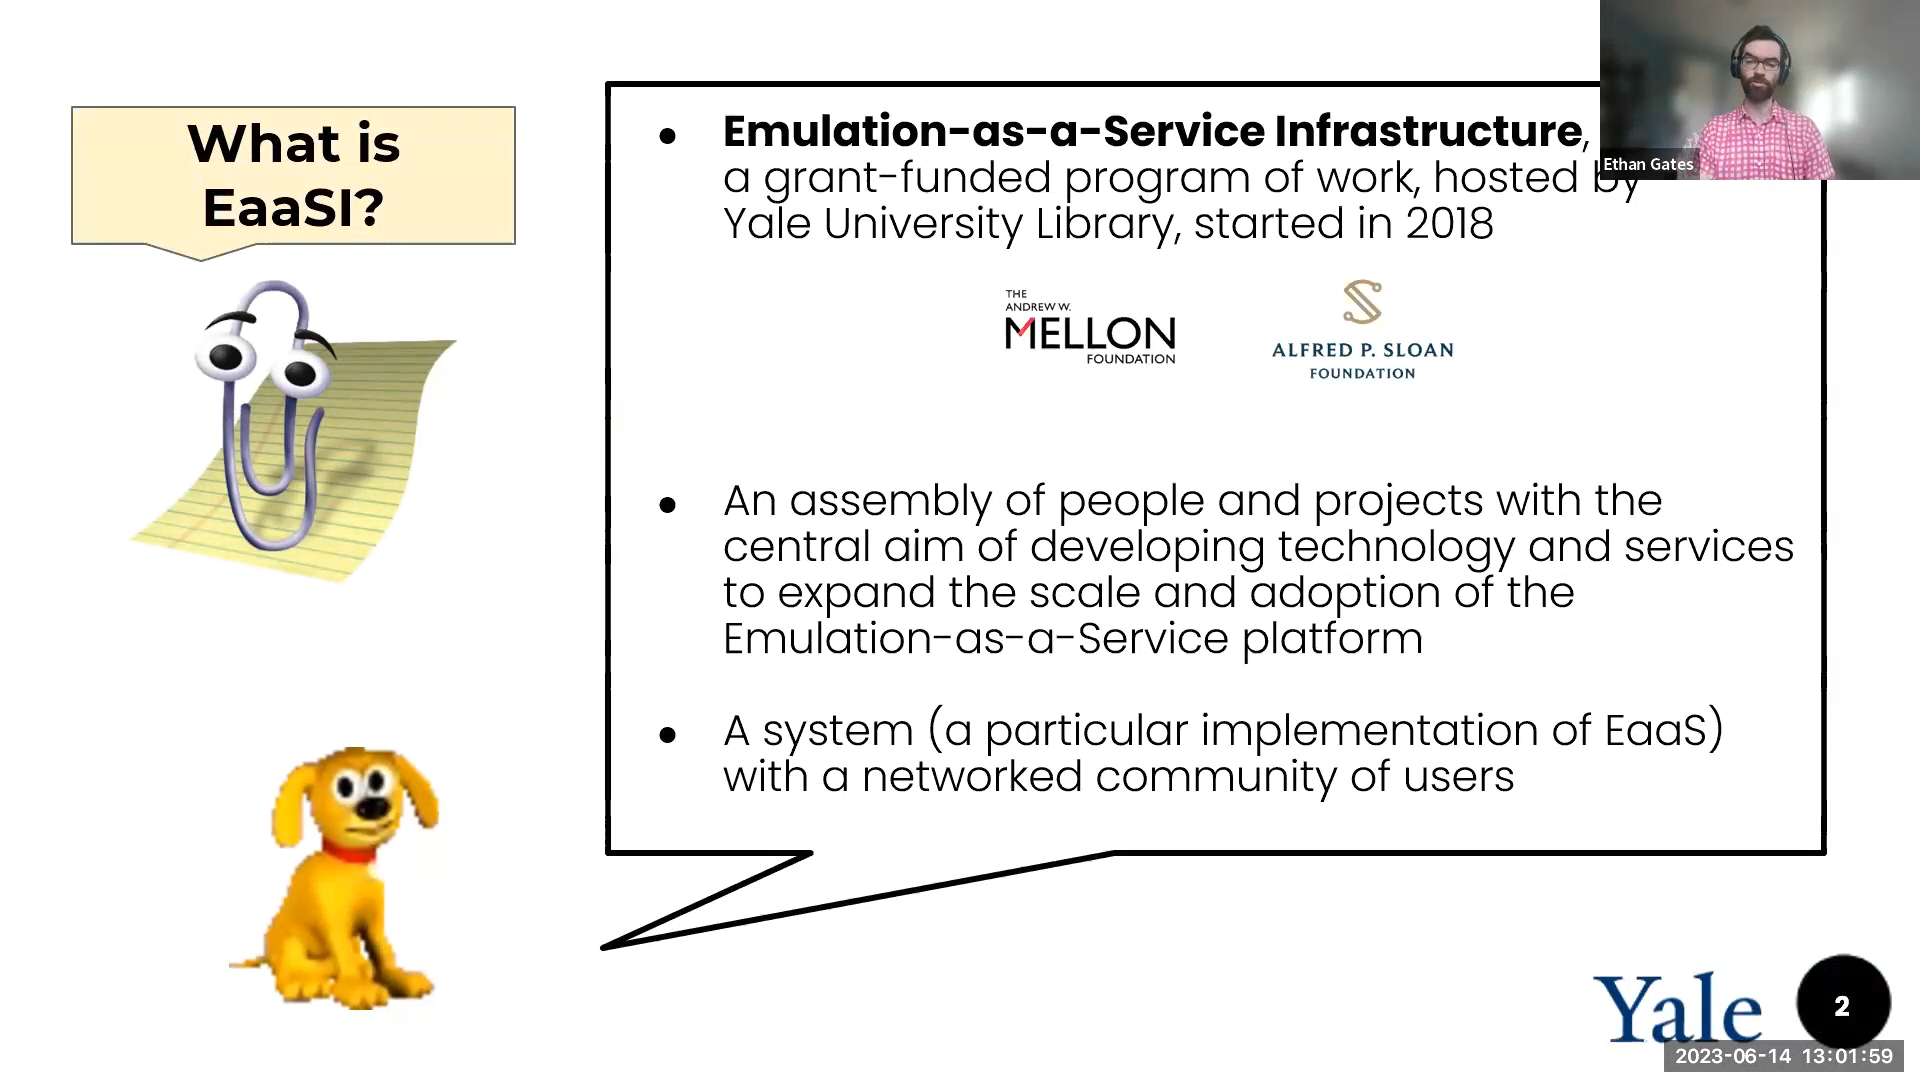 What is
EaaSI?
• Emulation-as-a-Service Infrastructure,
a grant-funded program of work, hosted by
Yale University Library, started in 2018
THE
ANDREW W.
MELLON
FOUNDATION
ALFRED P. SLOAN
FOUNDATION
• An assembly of people and projects with the
central aim of developing technology and services
to expand the scale and adoption of the
Emulation-as-a-Service platform
• A system (a particular implementation of EaaS)
with a networked community of users
Ethan Gates
Yale
2
2023-06-14 13:01:59